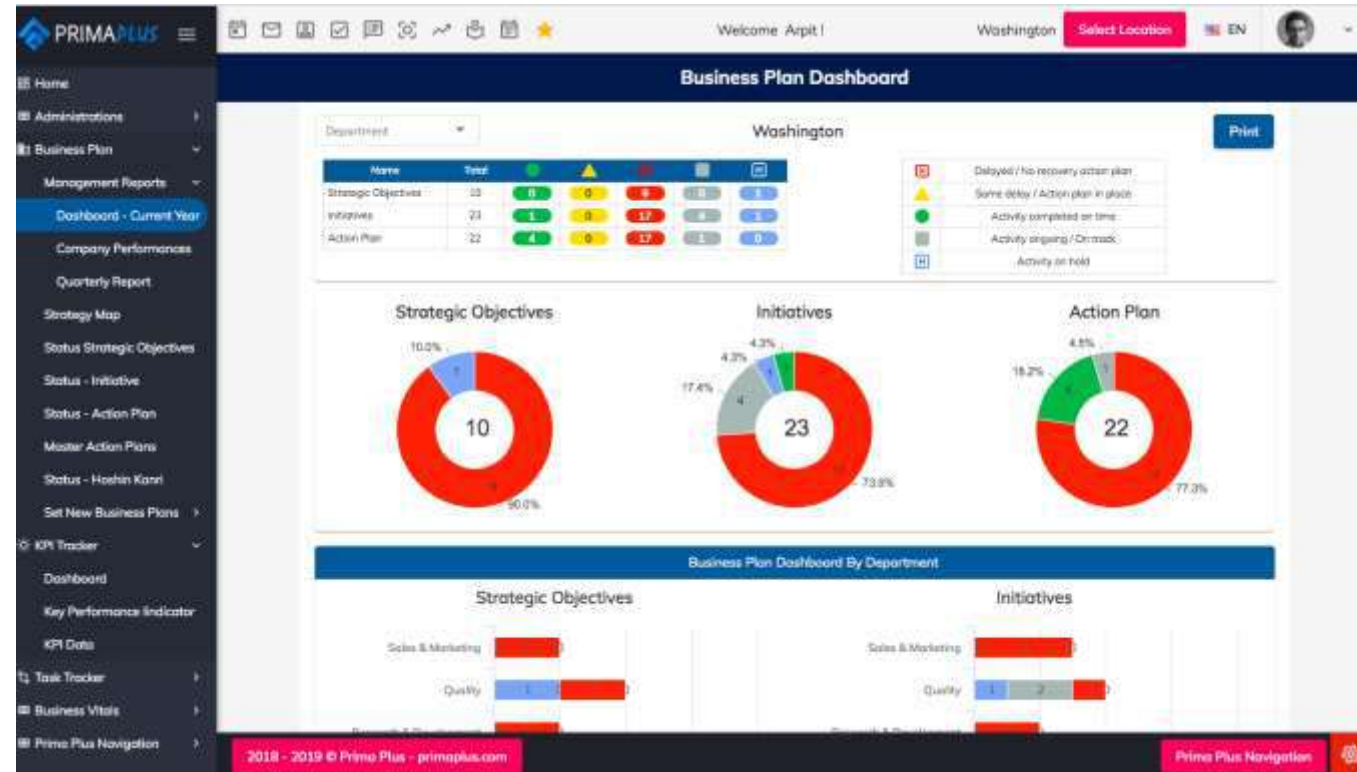 PRIMAPLUS
Welcome Arpit !
Washington
Select Location
EN
Home
Administrations
Business Plan
Management Reports
Dashboard - Current Year
Company Performances
Quarterly Report
Strategy Map
Status Strategic Objectives
Status - Initiative
Status - Action Plan
Master Action Plans
Status - Hoshin Kanri
Set New Business Plans
KPI Tracker
Dashboard
Key Performance Iindicator
KPI Data
Task Tracker
Business Vitals
Prima Plus Navigation
Business Plan Dashboard
Department
Washington
Print
Name Total H
Strategic Objectives 10 0 0 9 0 1
Initiatives 23 1 0 17 4 1
Action Plan 22 4 0 17 1 0
Delayed / No recovery action plan
Some delay / Action plan in place
Activity completed on time
Activity ongoing / On track
H Activity on hold
Strategic Objectives
10.0%
1
10
9
90.0%
Initiatives
4.3%
4.3%
17.4%
4
1
23
73.9%
Action Plan
4.5%
18.2%
1
22
77.3%
Business Plan Dashboard By Department
Strategic Objectives
Sales & Marketing
Quality 1
Initiatives
Sales & Marketing
Quality 1 2
2018 - 2019 © Prima Plus - primaplus.com
Prima Plus Navigation